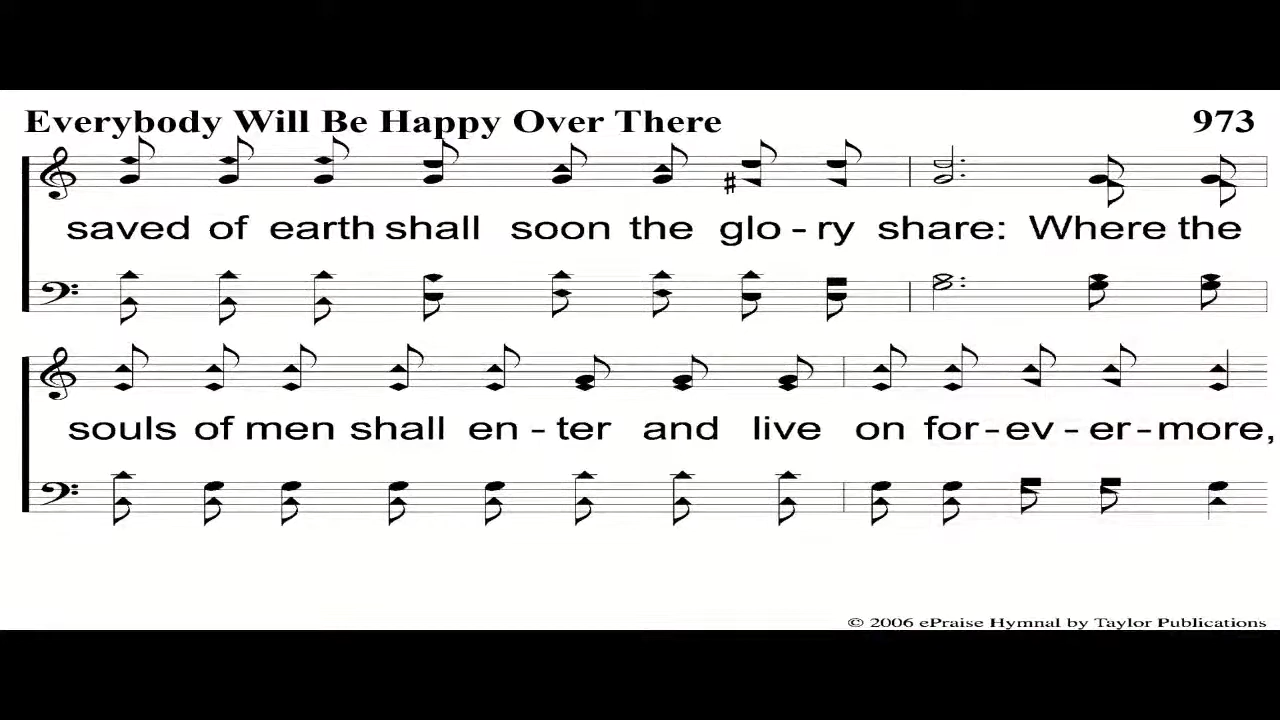 Everybody Will Be Happy Over There 973
saved of earth shall soon the glo - ry share: Where the
souls of men shall en - ter and live on for - ev - er - more,
© 2006 ePraise Hymnal by Taylor Publications